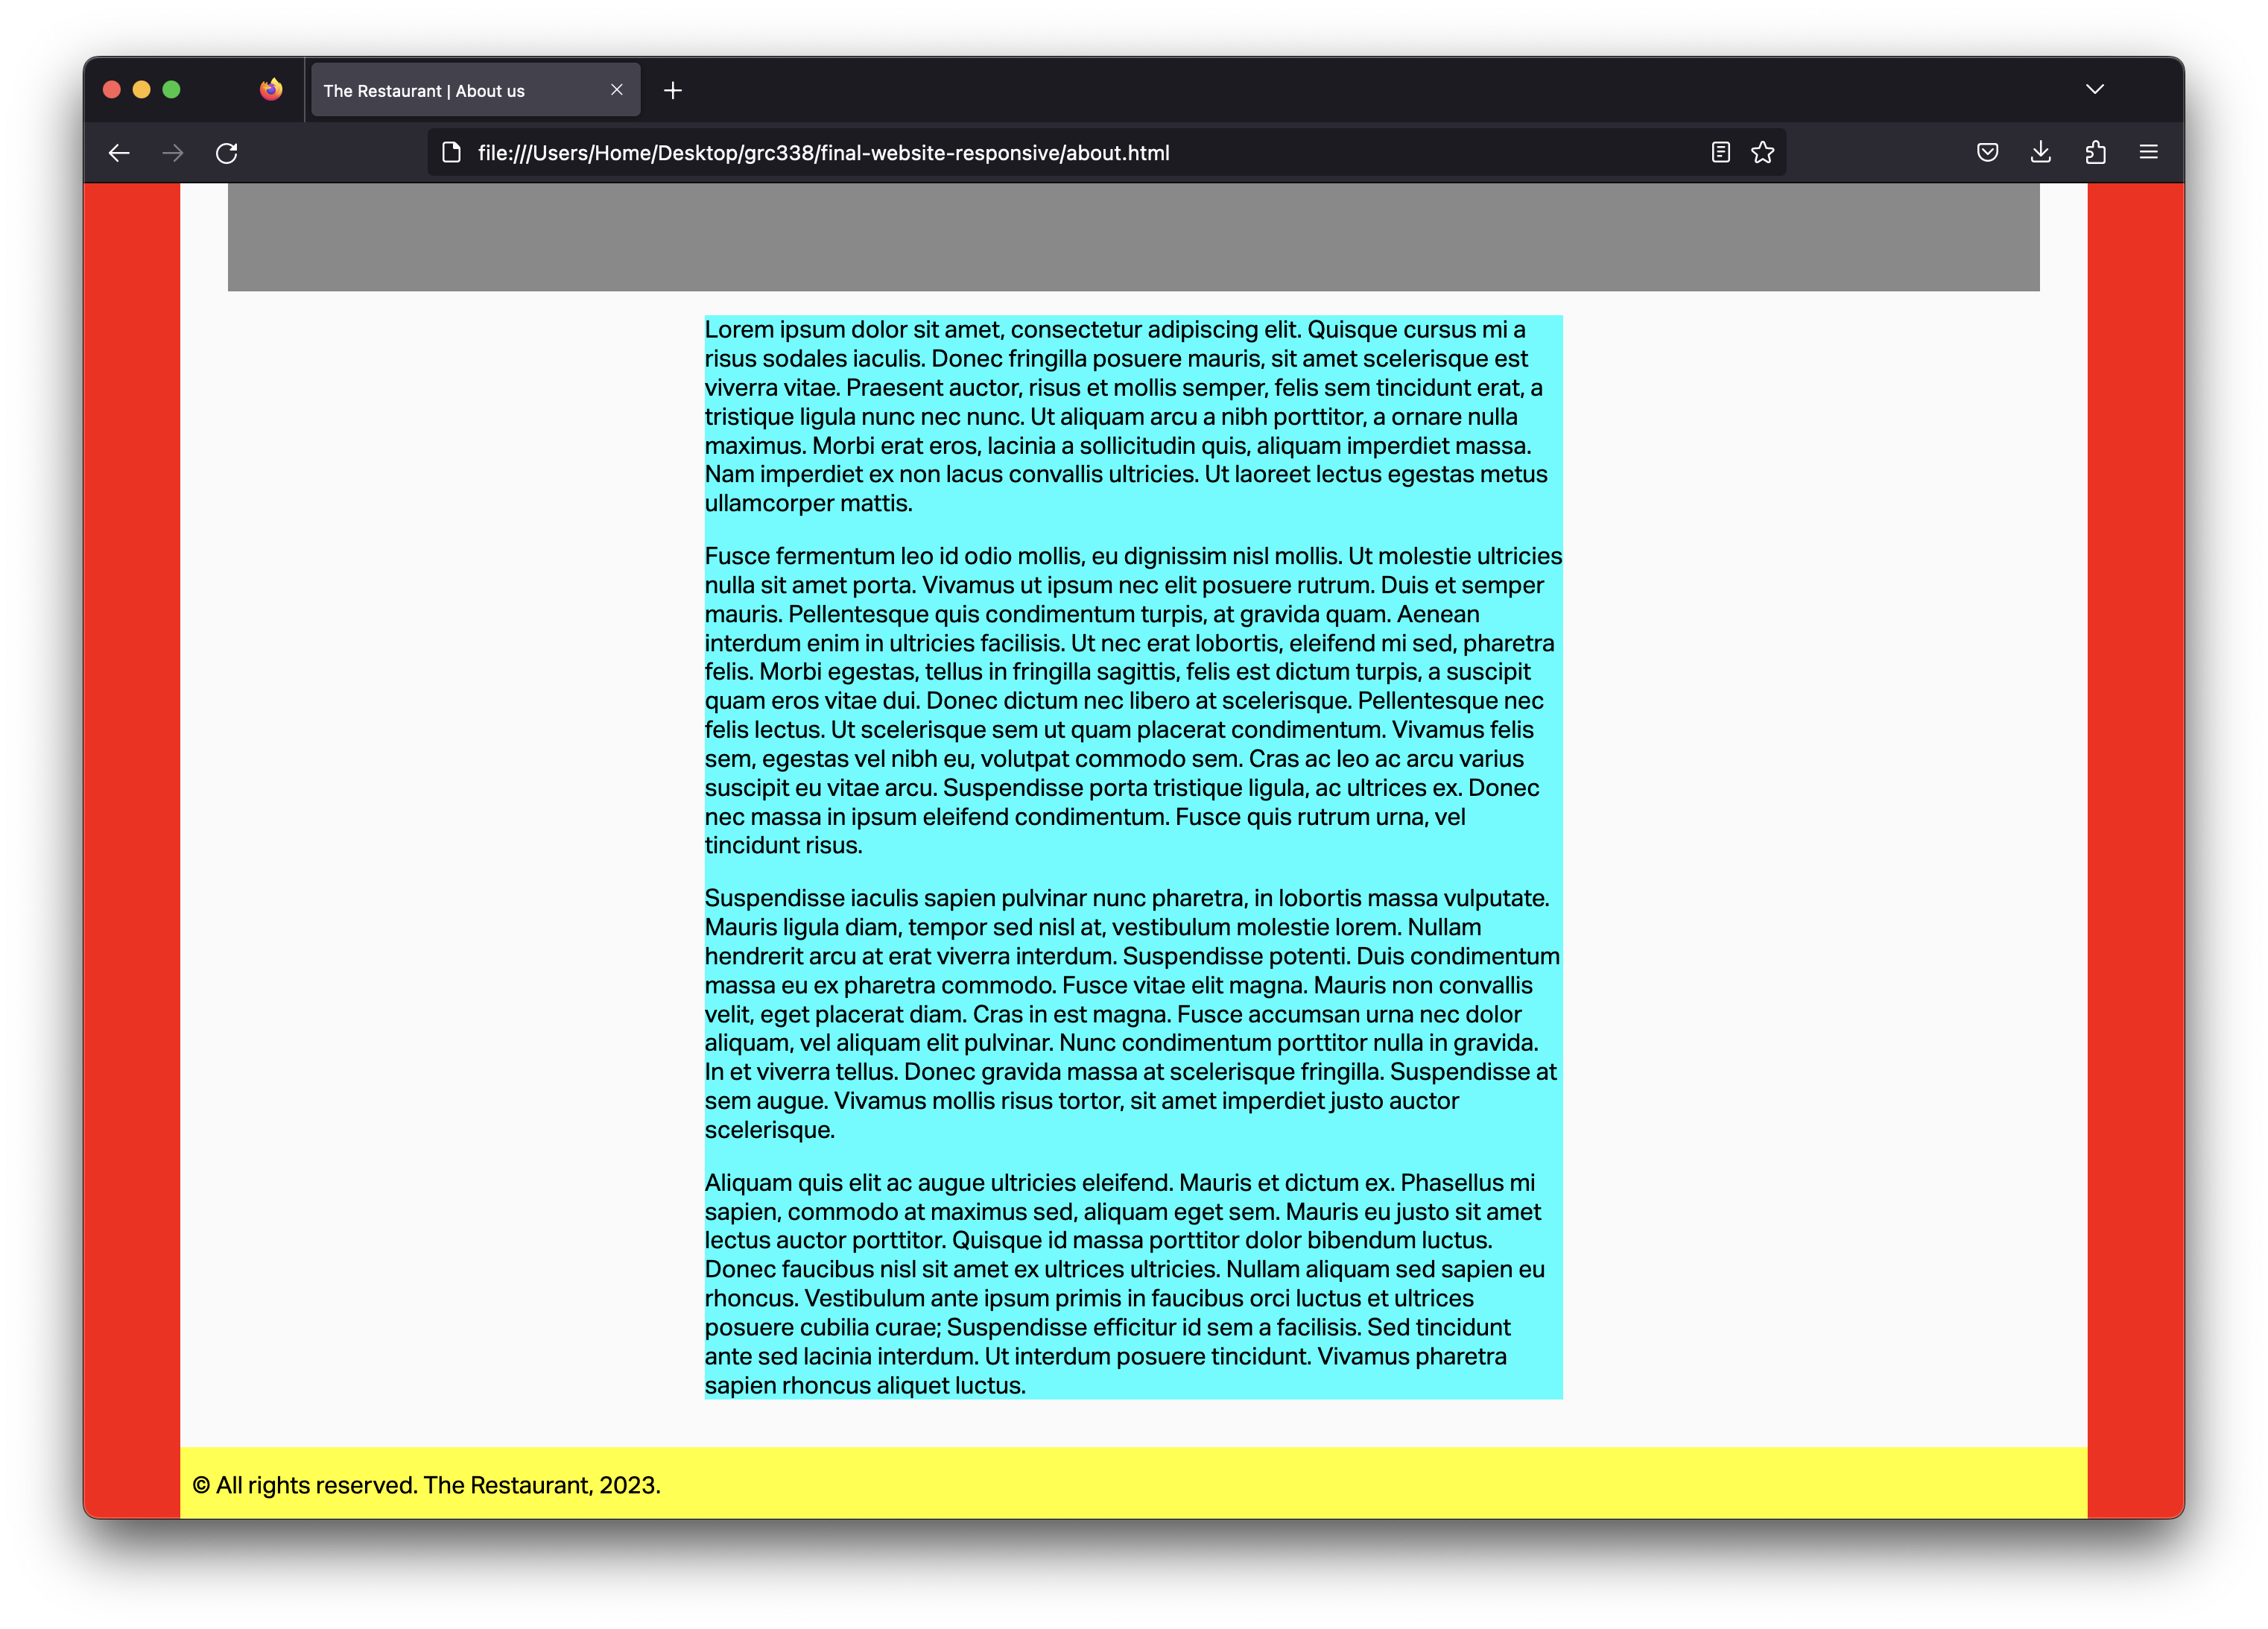 The Restaurant | About us
file:///Users/Home/Desktop/grc338/final-website-responsive/about.html
Lorem ipsum dolor sit amet, consectetur adipiscing elit. Quisque cursus mi a
risus sodales iaculis. Donec fringilla posuere mauris, sit amet scelerisque est
viverra vitae. Praesent auctor, risus et mollis semper, felis sem tincidunt erat, a
tristique ligula nunc nec nunc. Ut aliquam arcu a nibh porttitor, a ornare nulla
maximus. Morbi erat eros, lacinia a sollicitudin quis, aliquam imperdiet massa.
Nam imperdiet ex non lacus convallis ultricies. Ut laoreet lectus egestas metus
ullamcorper mattis.
Fusce fermentum leo id odio mollis, eu dignissim nisl mollis. Ut molestie ultricies
nulla sit amet porta. Vivamus ut ipsum nec elit posuere rutrum. Duis et semper
mauris. Pellentesque quis condimentum turpis, at gravida quam. Aenean
interdum enim in ultricies facilisis. Ut nec erat lobortis, eleifend mi sed, pharetra
felis. Morbi egestas, tellus in fringilla sagittis, felis est dictum turpis, a suscipit
quam eros vitae dui. Donec dictum nec libero at scelerisque. Pellentesque nec
felis lectus. Ut scelerisque sem ut quam placerat condimentum. Vivamus felis
sem, egestas vel nibh eu, volutpat commodo sem. Cras ac leo ac arcu varius
suscipit eu vitae arcu. Suspendisse porta tristique ligula, ac ultrices ex. Donec
nec massa in ipsum eleifend condimentum. Fusce quis rutrum urna, vel
tincidunt risus.
Suspendisse iaculis sapien pulvinar nunc pharetra, in lobortis massa vulputate.
Mauris ligula diam, tempor sed nisl at, vestibulum molestie lorem. Nullam
hendrerit arcu at erat viverra interdum. Suspendisse potenti. Duis condimentum
massa eu ex pharetra commodo. Fusce vitae elit magna. Mauris non convallis
velit, eget placerat diam. Cras in est magna. Fusce accumsan urna nec dolor
aliquam, vel aliquam elit pulvinar. Nunc condimentum porttitor nulla in gravida.
In et viverra tellus. Donec gravida massa at scelerisque fringilla. Suspendisse at
sem augue. Vivamus mollis risus tortor, sit amet imperdiet justo auctor
scelerisque.
Aliquam quis elit ac augue ultricies eleifend. Mauris et dictum ex. Phasellus mi
sapien, commodo at maximus sed, aliquam eget sem. Mauris eu justo sit amet
lectus auctor porttitor. Quisque id massa porttitor dolor bibendum luctus.
Donec faucibus nisl sit amet ex ultrices ultricies. Nullam aliquam sed sapien eu
rhoncus. Vestibulum ante ipsum primis in faucibus orci luctus et ultrices
posuere cubilia curae; Suspendisse efficitur id sem a facilisis. Sed tincidunt
ante sed lacinia interdum. Ut interdum posuere tincidunt. Vivamus pharetra
sapien rhoncus aliquet luctus.
© All rights reserved. The Restaurant, 2023.